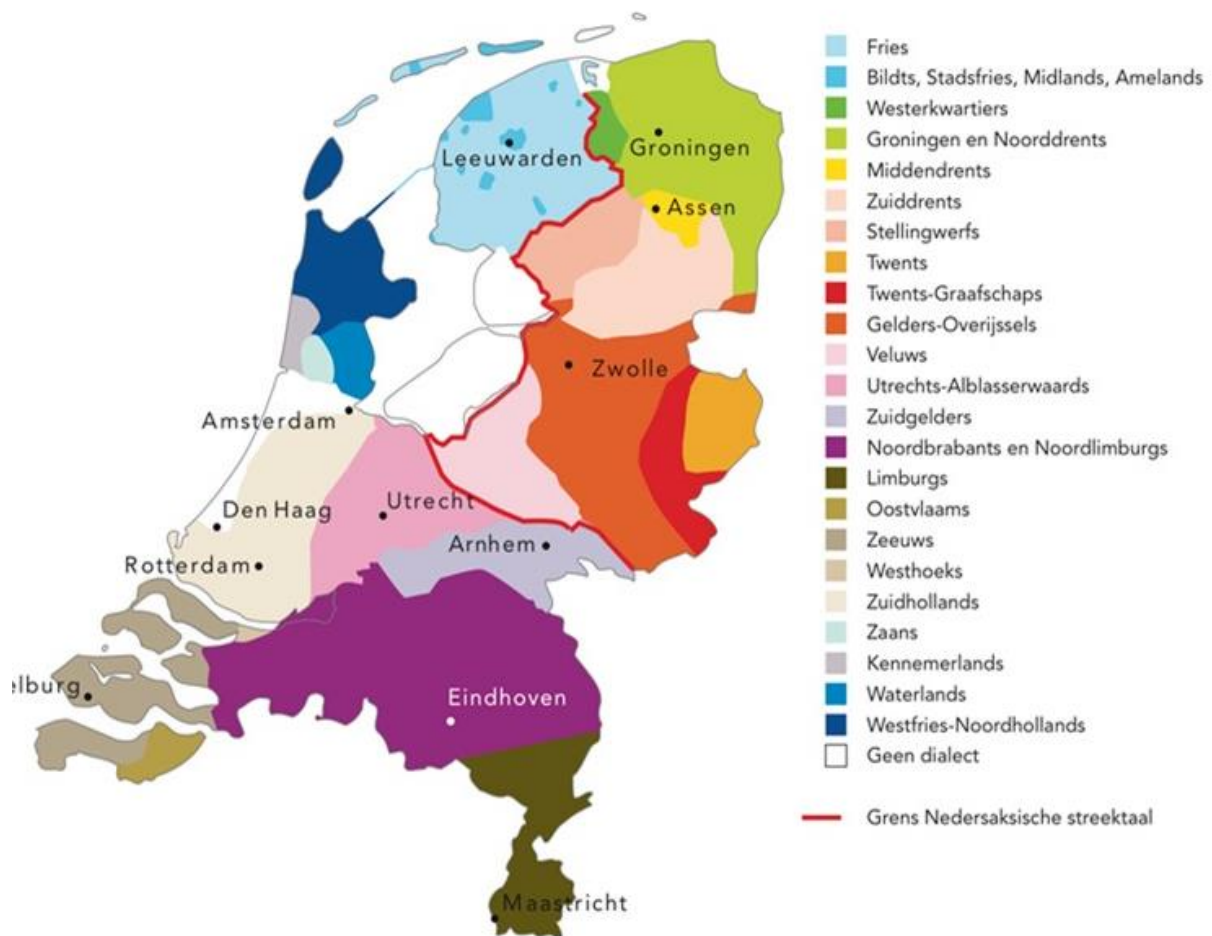 Leeuwarden
Groningen
Assen
Zwolle
Amsterdam
Den Haag
Utrecht
Arnhem
Rotterdam
elburg
Eindhoven
Maastricht
Fries
Bildts, Stadsfries, Midlands, Amelands
Westerkwartiers
Groningen en Noorddrents
Middendrents
Zuiddrents
Stellingwerfs
Twents
Twents-Graafschaps
Gelders-Overijssels
Veluws
Utrechts-Alblasserwaards
Zuidgelders
Noordbrabants en Noordlimburgs
Limburgs
Oostvlaams
Zeeuws
Westhoeks
Zuidhollands
Zaans
Kennemerlands
Waterlands
Westfries-Noordhollands
Geen dialect
Grens Nedersaksische streektaal